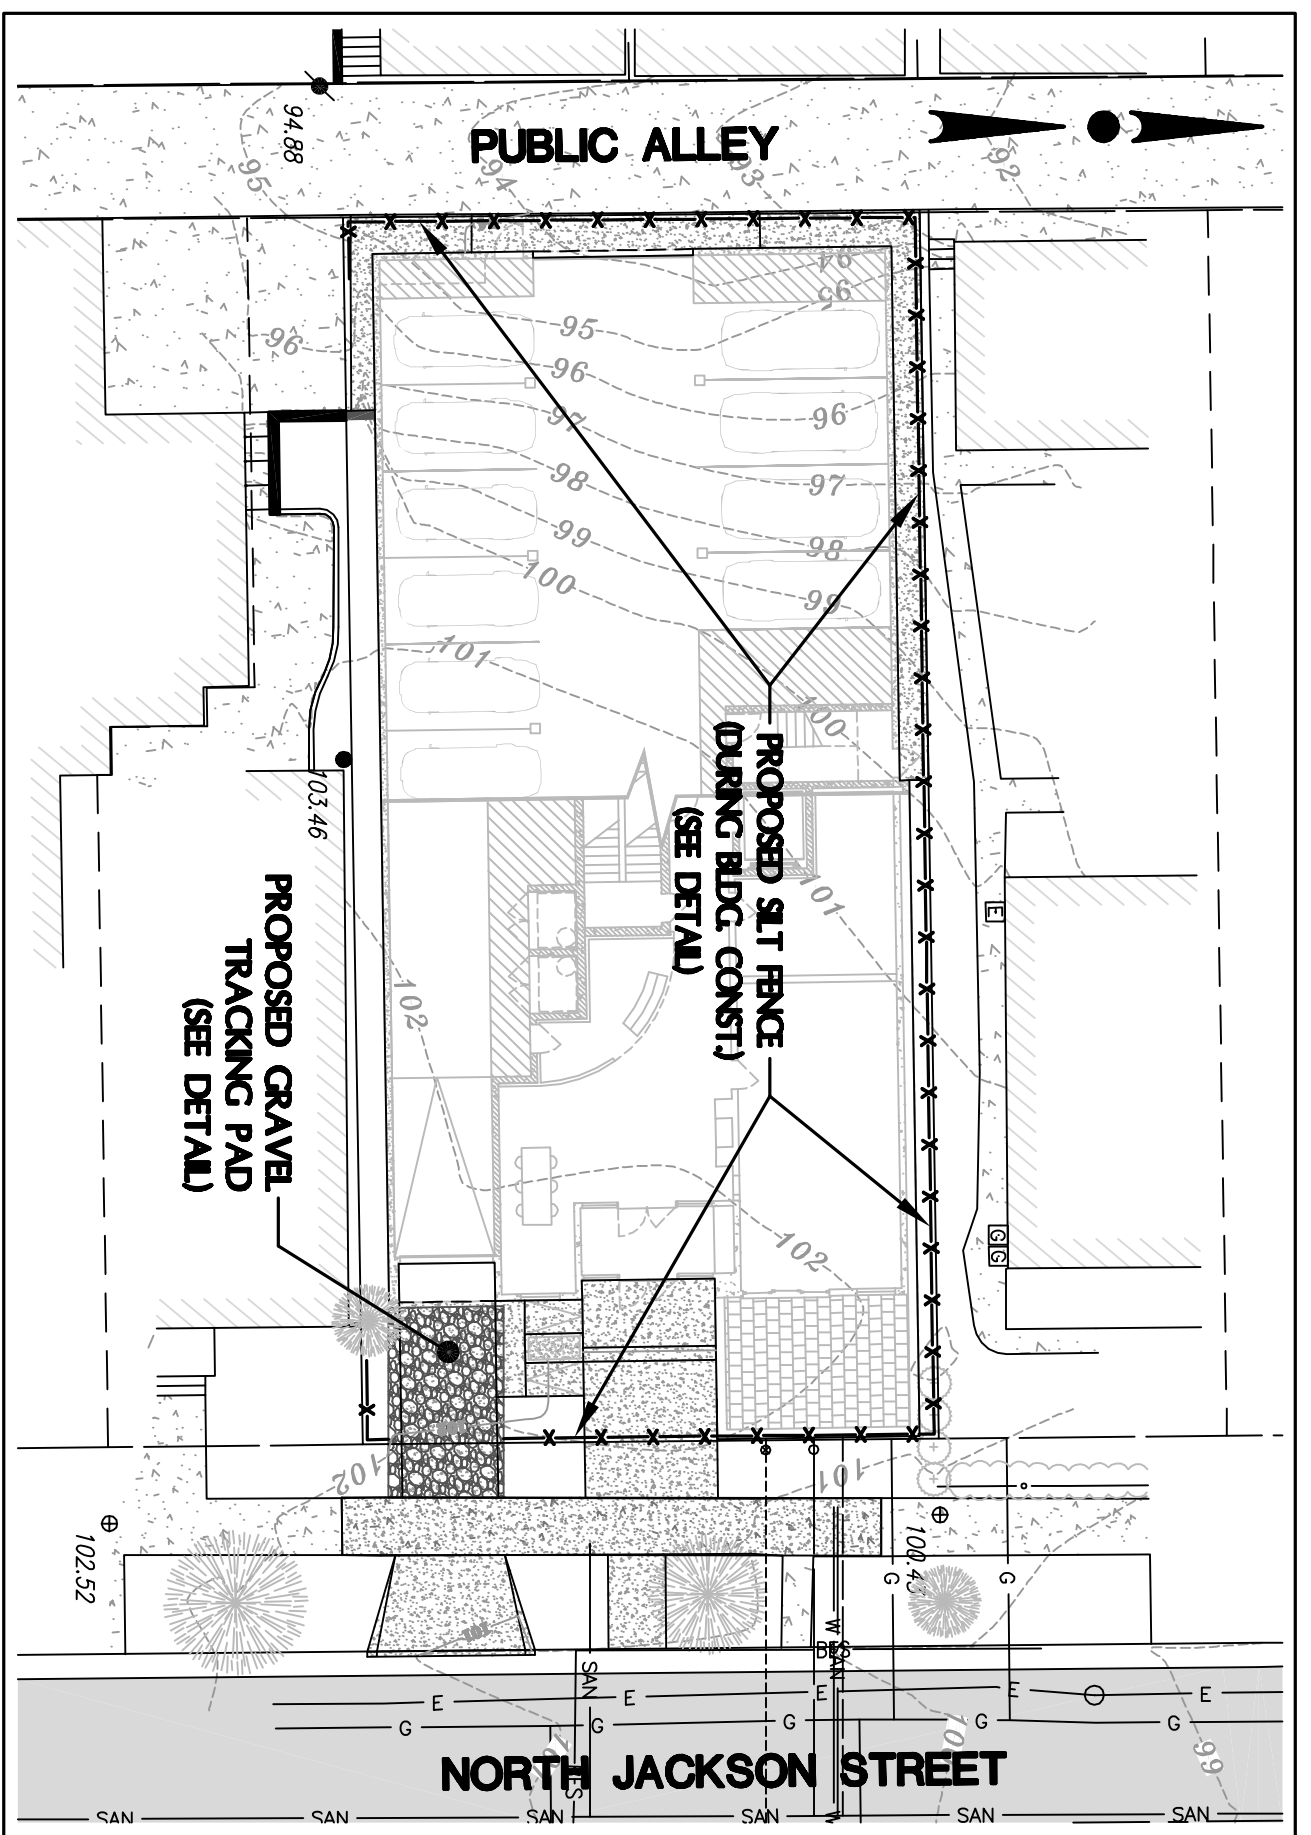 PUBLIC ALLEY
94.88
95
94
93
92
94
95
96
95
96
96
97
97
98
98
99
99
100
100
101
101
PROPOSED SILT FENCE
(DURING BLDG. CONST.)
(SEE DETAIL)
103.46
PROPOSED GRAVEL
TRACKING PAD
(SEE DETAIL)
102
102
E
G
G
102
101
102.52
100.43
G
G
W
SAN
BES
SAN
E
E
E
E
E
G
G
G
G
G
99
NORTH JACKSON STREET
W
SAN
SAN
SAN
SAN
SAN
SAN